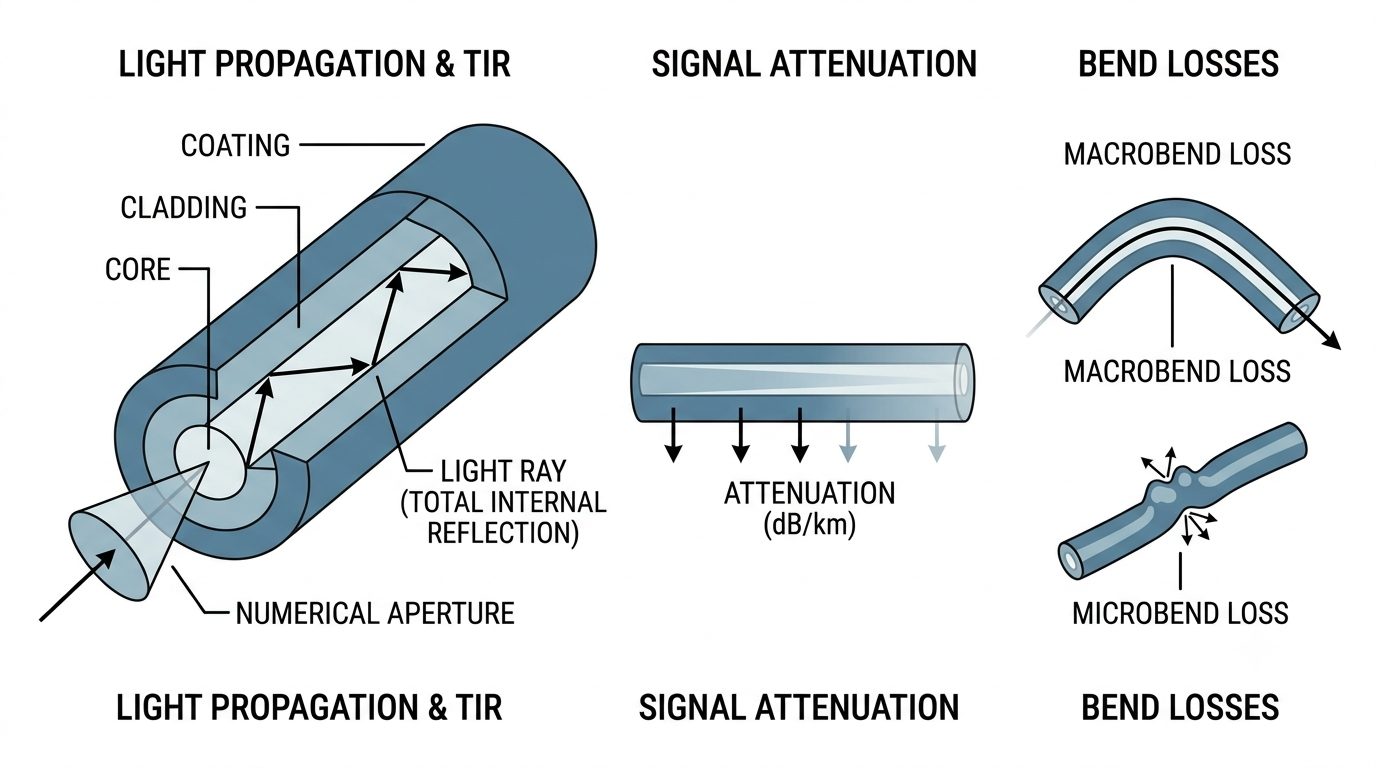 LIGHT PROPAGATION & TIR
SIGNAL ATTENUATION
BEND LOSSES
COATING
CLADDING
CORE
LIGHT RAY
(TOTAL INTERNAL
REFLECTION)
NUMERICAL APERTURE
ATTENUATION
(dB/km)
MACROBEND LOSS
MACROBEND LOSS
MICROBEND LOSS
LIGHT PROPAGATION & TIR
SIGNAL ATTENUATION
BEND LOSSES